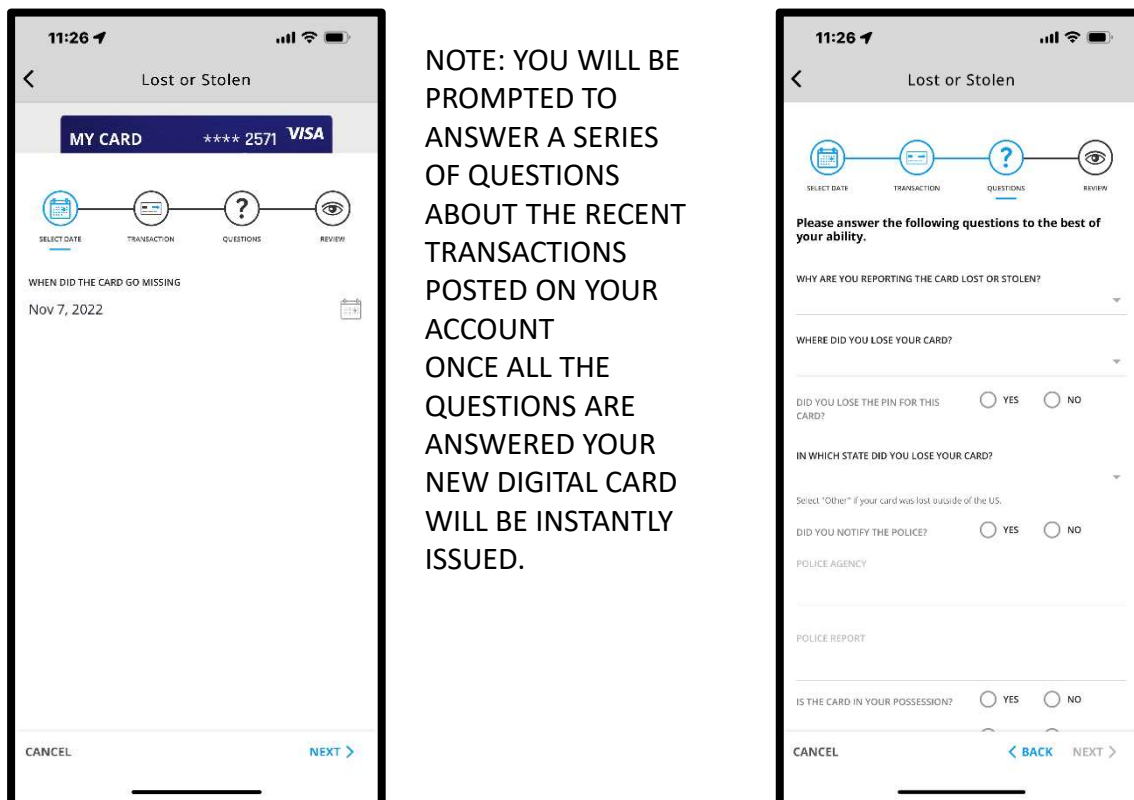 11:26
Lost or Stolen
MY CARD **** 2571 VISA
SELECT DATE TRANSACTION QUESTIONS REVIEW
WHEN DID THE CARD GO MISSING
Nov 7, 2022
CANCEL NEXT
NOTE: YOU WILL BE
PROMPTED TO
ANSWER A SERIES
OF QUESTIONS
ABOUT THE RECENT
TRANSACTIONS
POSTED ON YOUR
ACCOUNT
ONCE ALL THE
QUESTIONS ARE
ANSWERED YOUR
NEW DIGITAL CARD
WILL BE INSTANTLY
ISSUED.
11:26
Lost or Stolen
SELECT DATE TRANSACTION QUESTIONS REVIEW
Please answer the following questions to the best of
your ability.
WHY ARE YOU REPORTING THE CARD LOST OR STOLEN?
WHERE DID YOU LOSE YOUR CARD?
DID YOU LOSE THE PIN FOR THIS YES NO
CARD?
IN WHICH STATE DID YOU LOSE YOUR CARD?
Select "Other" if your card was lost outside of the US.
DID YOU NOTIFY THE POLICE? YES NO
POLICE AGENCY
POLICE REPORT
IS THE CARD IN YOUR POSSESSION? YES NO
CANCEL BACK NEXT